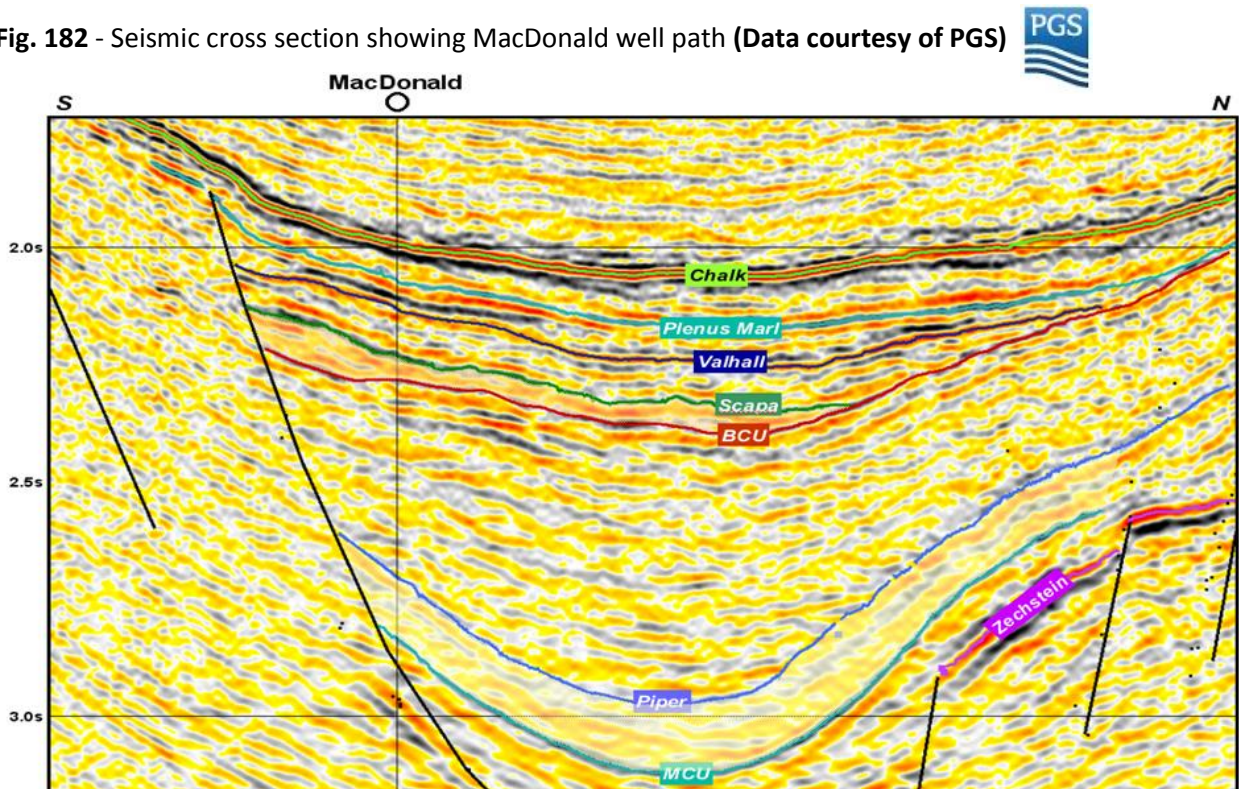 Fig. 182 - Seismic cross section showing MacDonald well path (Data courtesy of PGS)
PGS
MacDonald
S
N
2.0s
Chalk
Plenus Marl
Valhall
Scapa
BCU
2.5s
Zechstein
Piper
3.0s
MCU